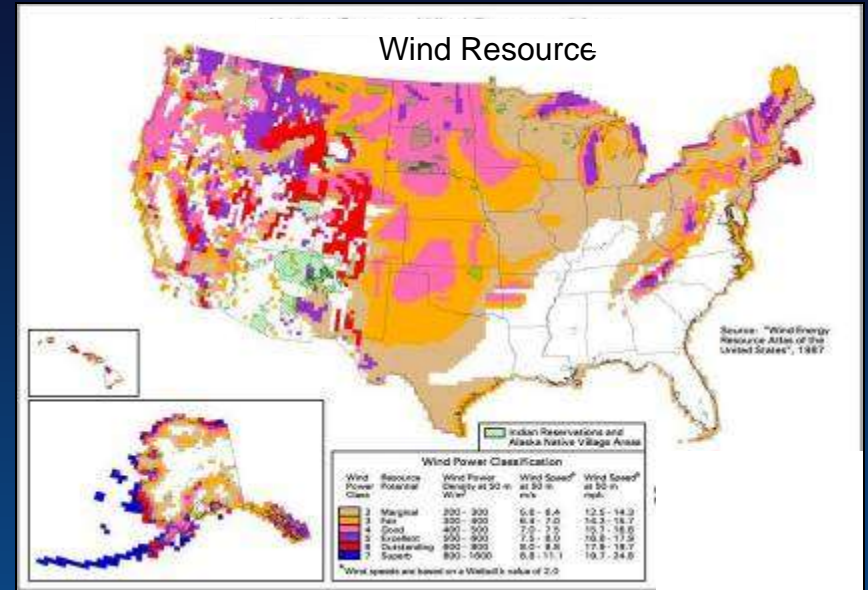 Wind Resource
Source: "Wind Energy
Resource Atlas of the
United States", 1987
Indian Reservations and
Alaska Native Village Areas
Wind Power Classification
Wind Power Class Resource Potential Wind Power Density at 50 m W/m² Wind Speedᵃ at 50 m m/s Wind Speedᵃ at 50 m mph
2 Marginal 200 - 300 5.6 - 6.4 12.5 - 14.3
3 Fair 300 - 400 6.4 - 7.0 14.3 - 15.7
4 Good 400 - 500 7.0 - 7.5 15.7 - 16.8
5 Excellent 500 - 600 7.5 - 8.0 16.8 - 17.9
6 Outstanding 600 - 800 8.0 - 8.8 17.9 - 19.7
7 Superb 800 - 1600 8.8 - 11.1 19.7 - 24.8
ᵃWind speeds are based on a Weibull k value of 2.0